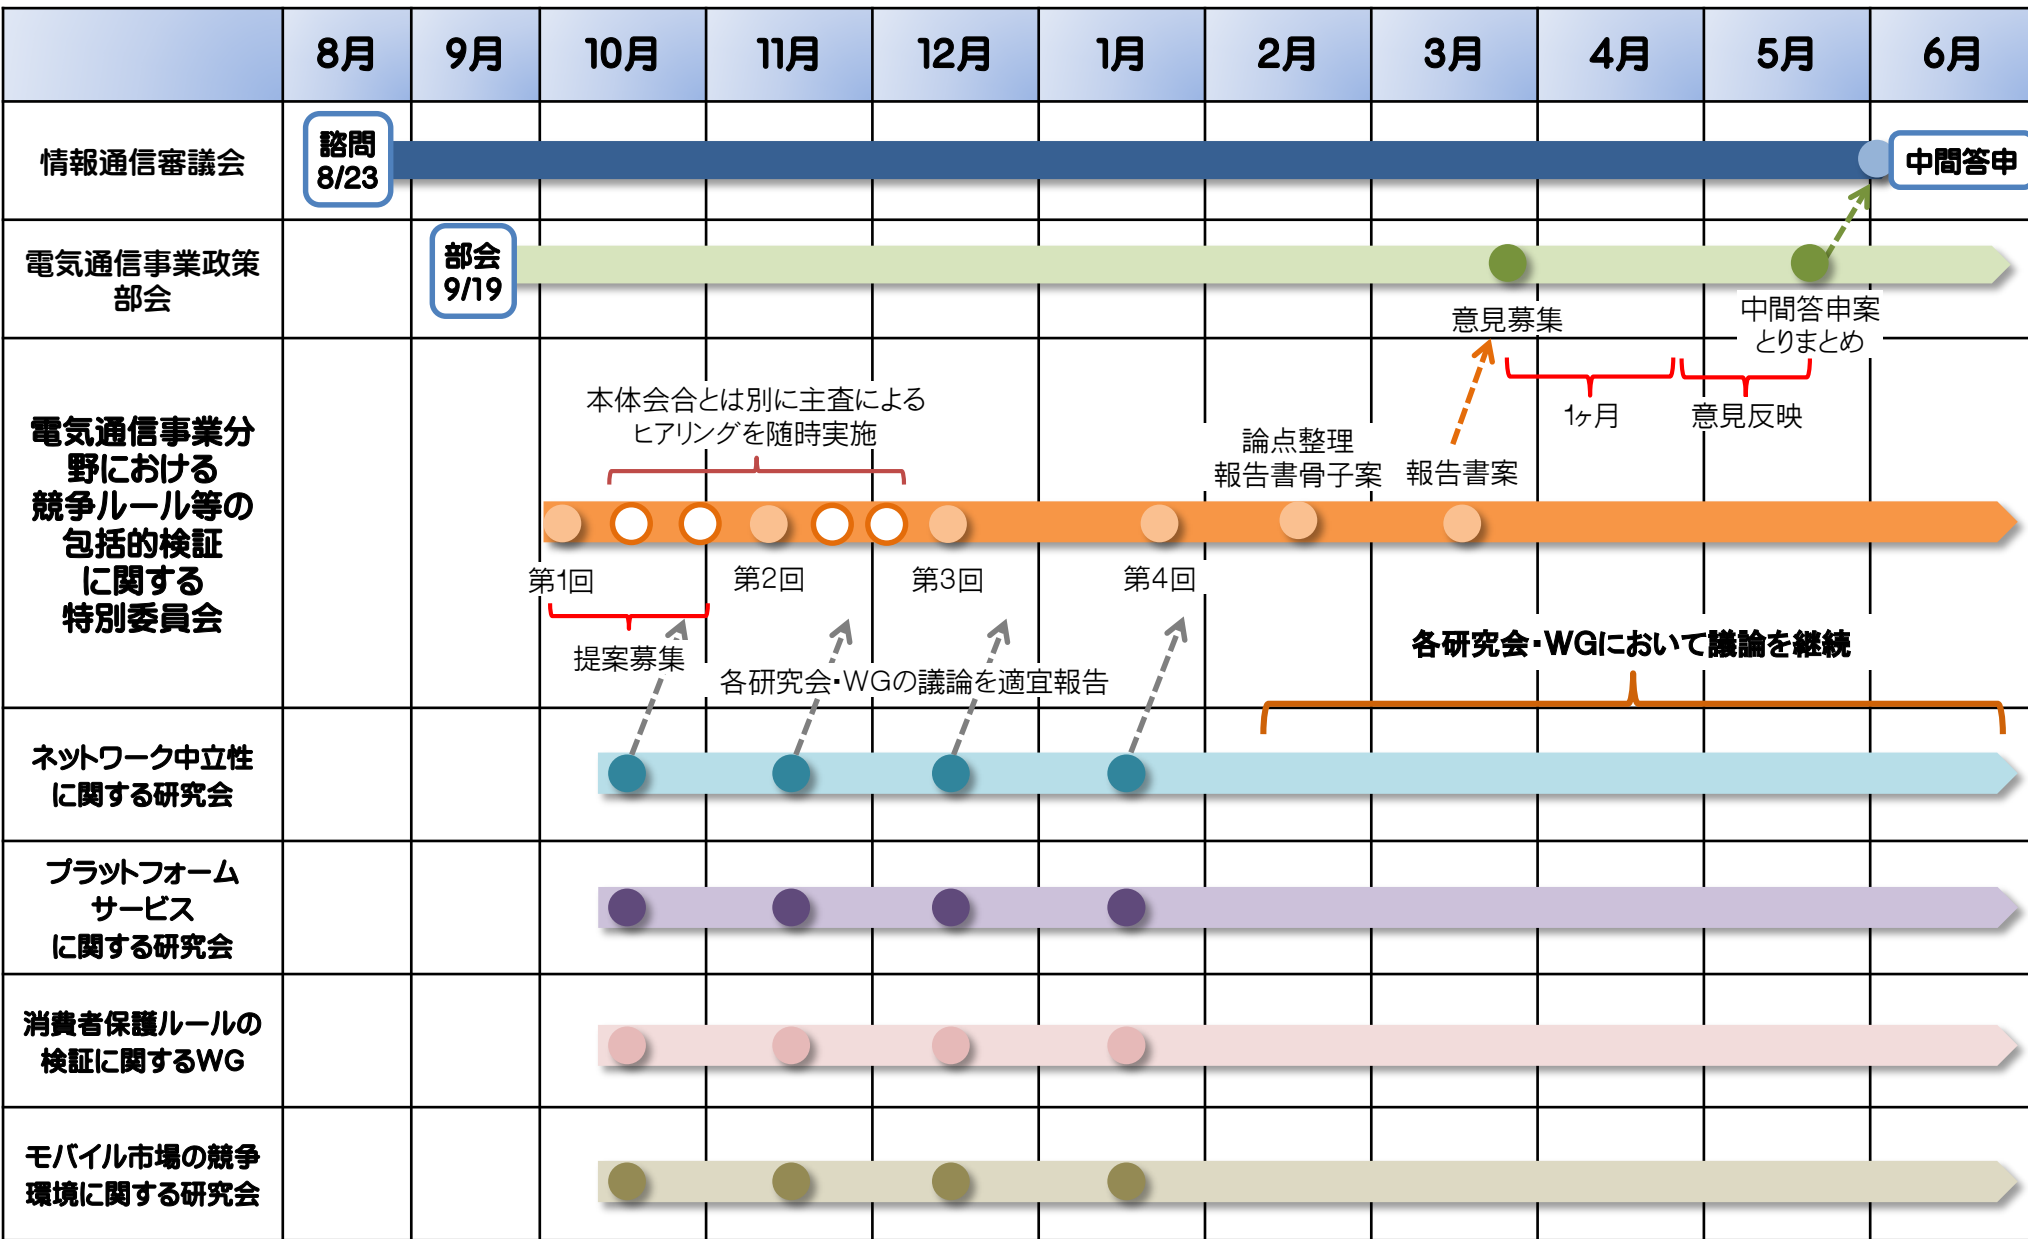 8月
9月
10月
11月
12月
1月
2月
3月
4月
5月
6月
情報通信審議会
諮問
8/23
中間答申
電気通信事業政策
部会
部会
9/19
意見募集
中間答申案
とりまとめ
電気通信事業分
野における
競争ルール等の
包括的検証
に関する
特別委員会
本体会合とは別に主査による
ヒアリングを随時実施
論点整理
報告書骨子案
報告書案
1ヶ月
意見反映
第1回
第2回
第3回
第4回
提案募集
各研究会・WGの議論を適宜報告
各研究会・WGにおいて議論を継続
ネットワーク中立性
に関する研究会
プラットフォーム
サービス
に関する研究会
消費者保護ルールの
検証に関するWG
モバイル市場の競争
環境に関する研究会